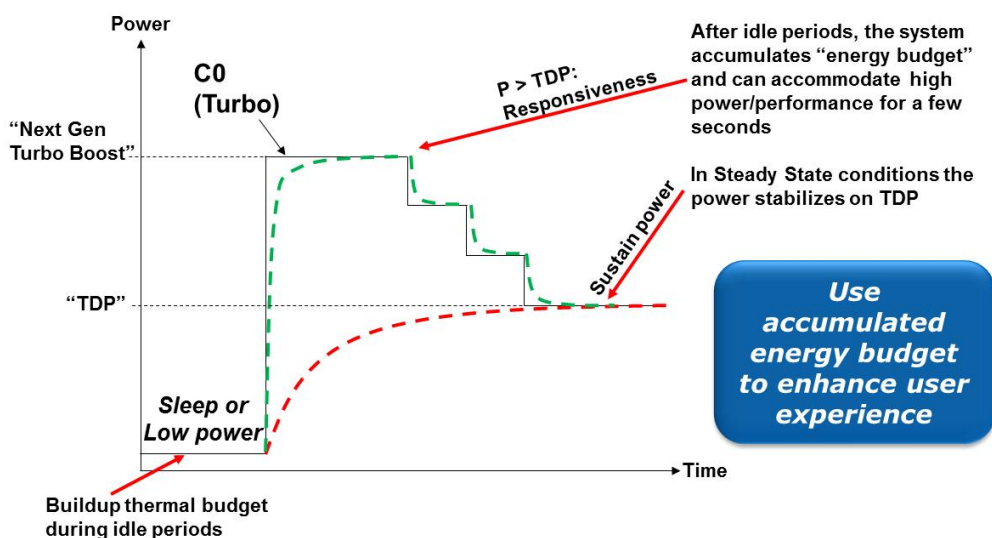 Power
After idle periods, the system
accumulates “energy budget”
and can accommodate high
power/performance for a few
seconds
P > TDP:
Responsiveness
C0
(Turbo)
“Next Gen
Turbo Boost”
In Steady State conditions the
power stabilizes on TDP
Sustain power
“TDP”
Use
accumulated
energy budget
to enhance user
experience
Sleep or
Low power
Time
Buildup thermal budget
during idle periods